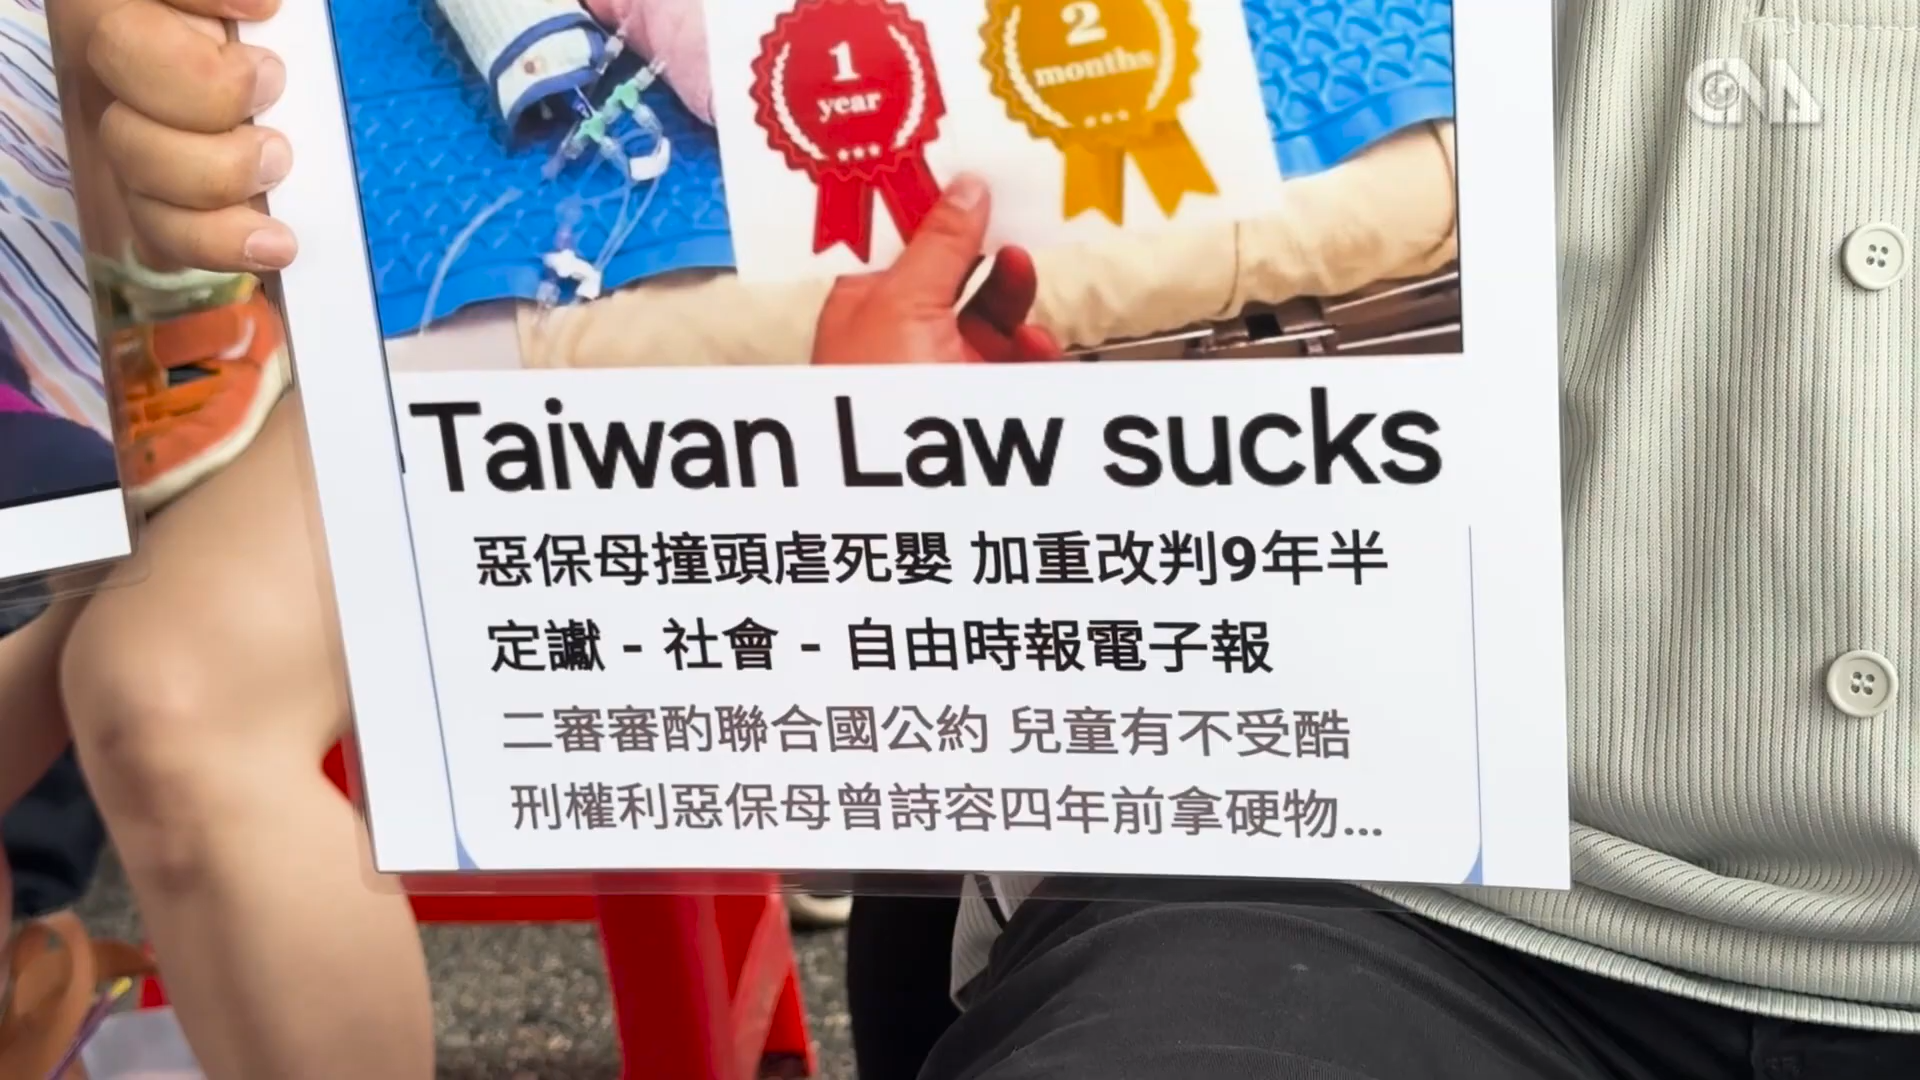 1
year
2
months
CNA
Taiwan Law sucks
惡保母撞頭虐死嬰 加重改判9年半
定讞 - 社會 - 自由時報電子報
二審審酌聯合國公約 兒童有不受酷
刑權利惡保母曾詩容四年前拿硬物...